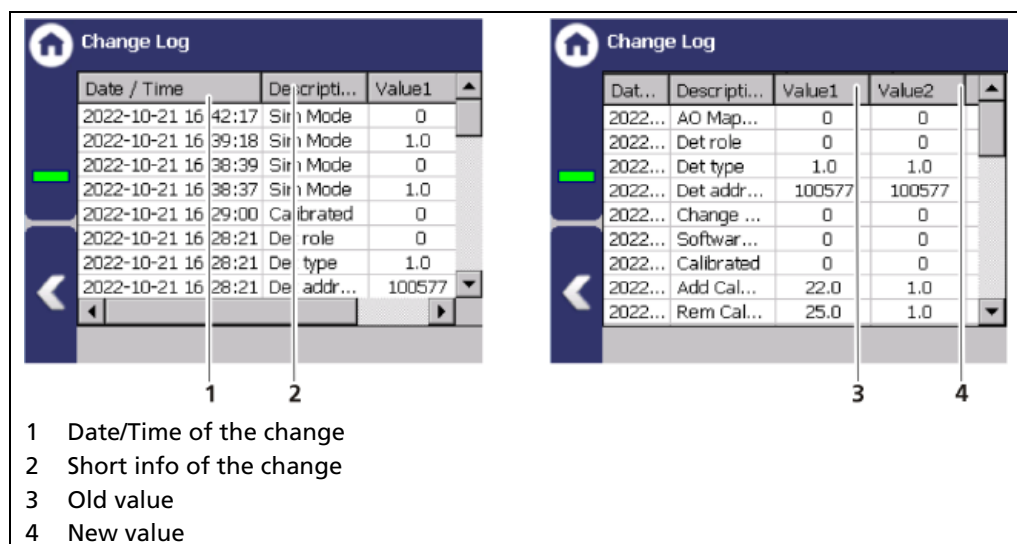 Change Log
Date / Time Descripti... Value1
2022-10-21 16:42:17 Sim Mode 0
2022-10-21 16:39:18 Sim Mode 1.0
2022-10-21 16:38:39 Sim Mode 0
2022-10-21 16:38:37 Sim Mode 1.0
2022-10-21 16:29:00 Calibrated 0
2022-10-21 16:28:21 Det role 0
2022-10-21 16:28:21 Det type 1.0
2022-10-21 16:28:21 Det addr... 100577
1 2
Change Log
Dat... Descripti... Value1 Value2
2022... AO Map... 0 0
2022... Det role 0 0
2022... Det type 1.0 1.0
2022... Det addr... 100577 100577
2022... Change ... 0 0
2022... Softwar... 0 0
2022... Calibrated 0 0
2022... Add Cal... 22.0 1.0
2022... Rem Cal... 25.0 1.0
3 4
1 Date/Time of the change
2 Short info of the change
3 Old value
4 New value